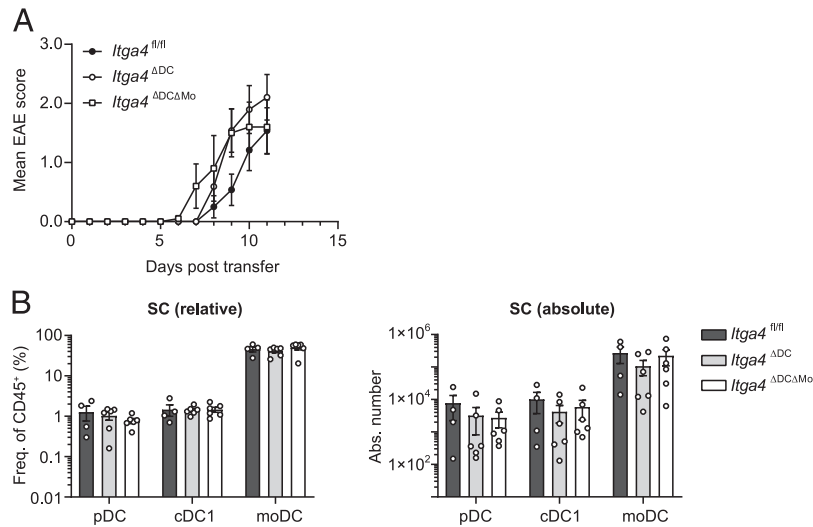 A
3.0
2.0
1.0
0.0
Mean EAE score
Itga4 fl/fl
Itga4 ΔDC
Itga4 ΔDCΔMo
0 5 10 15
Days post transfer
B
SC (relative)
100
10
1
0.1
0.01
Freq. of CD45⁺ (%)
pDC cDC1 moDC
SC (absolute)
1×10⁶
1×10⁴
1×10²
Abs. number
pDC cDC1 moDC
Itga4 fl/fl
Itga4 ΔDC
Itga4 ΔDCΔMo